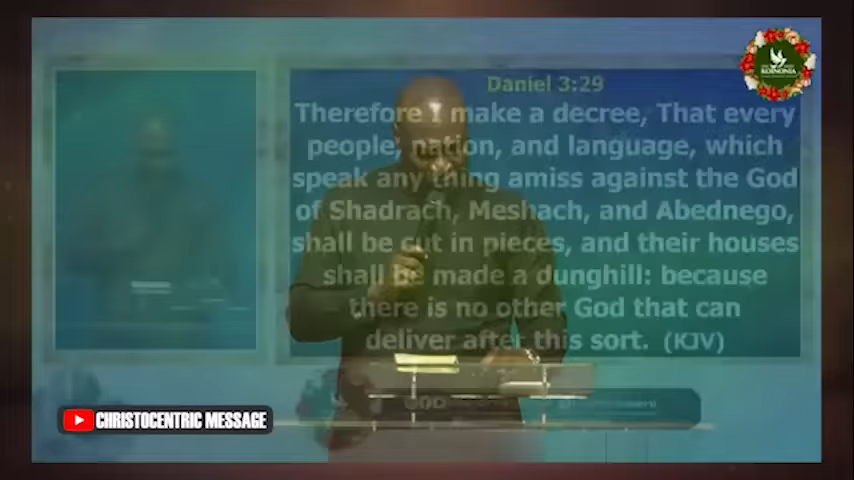 KOINONIA
Daniel 3:29
Therefore I make a decree, That every
people, nation, and language, which
speak any thing amiss against the God
of Shadrach, Meshach, and Abednego,
shall be cut in pieces, and their houses
shall be made a dunghill: because
there is no other God that can
deliver after this sort. (KJV)
CHRISTOCENTRIC MESSAGE